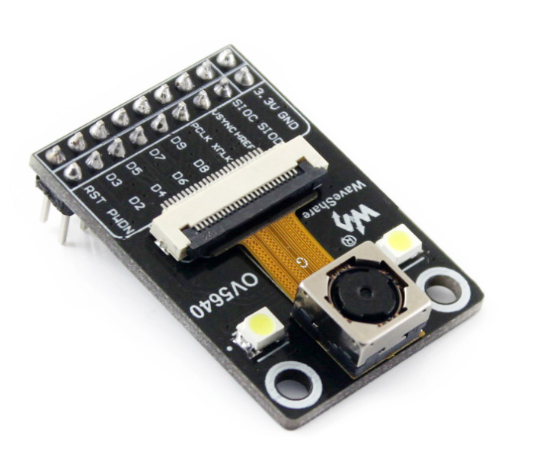 3.3V GND
SIOC SIOD
VSYNC HREF
PCLK XCLK
D9 D8
D7 D6
D5 D4
D3 D2
RST PWDN
WaveShare
®
OV5640
G